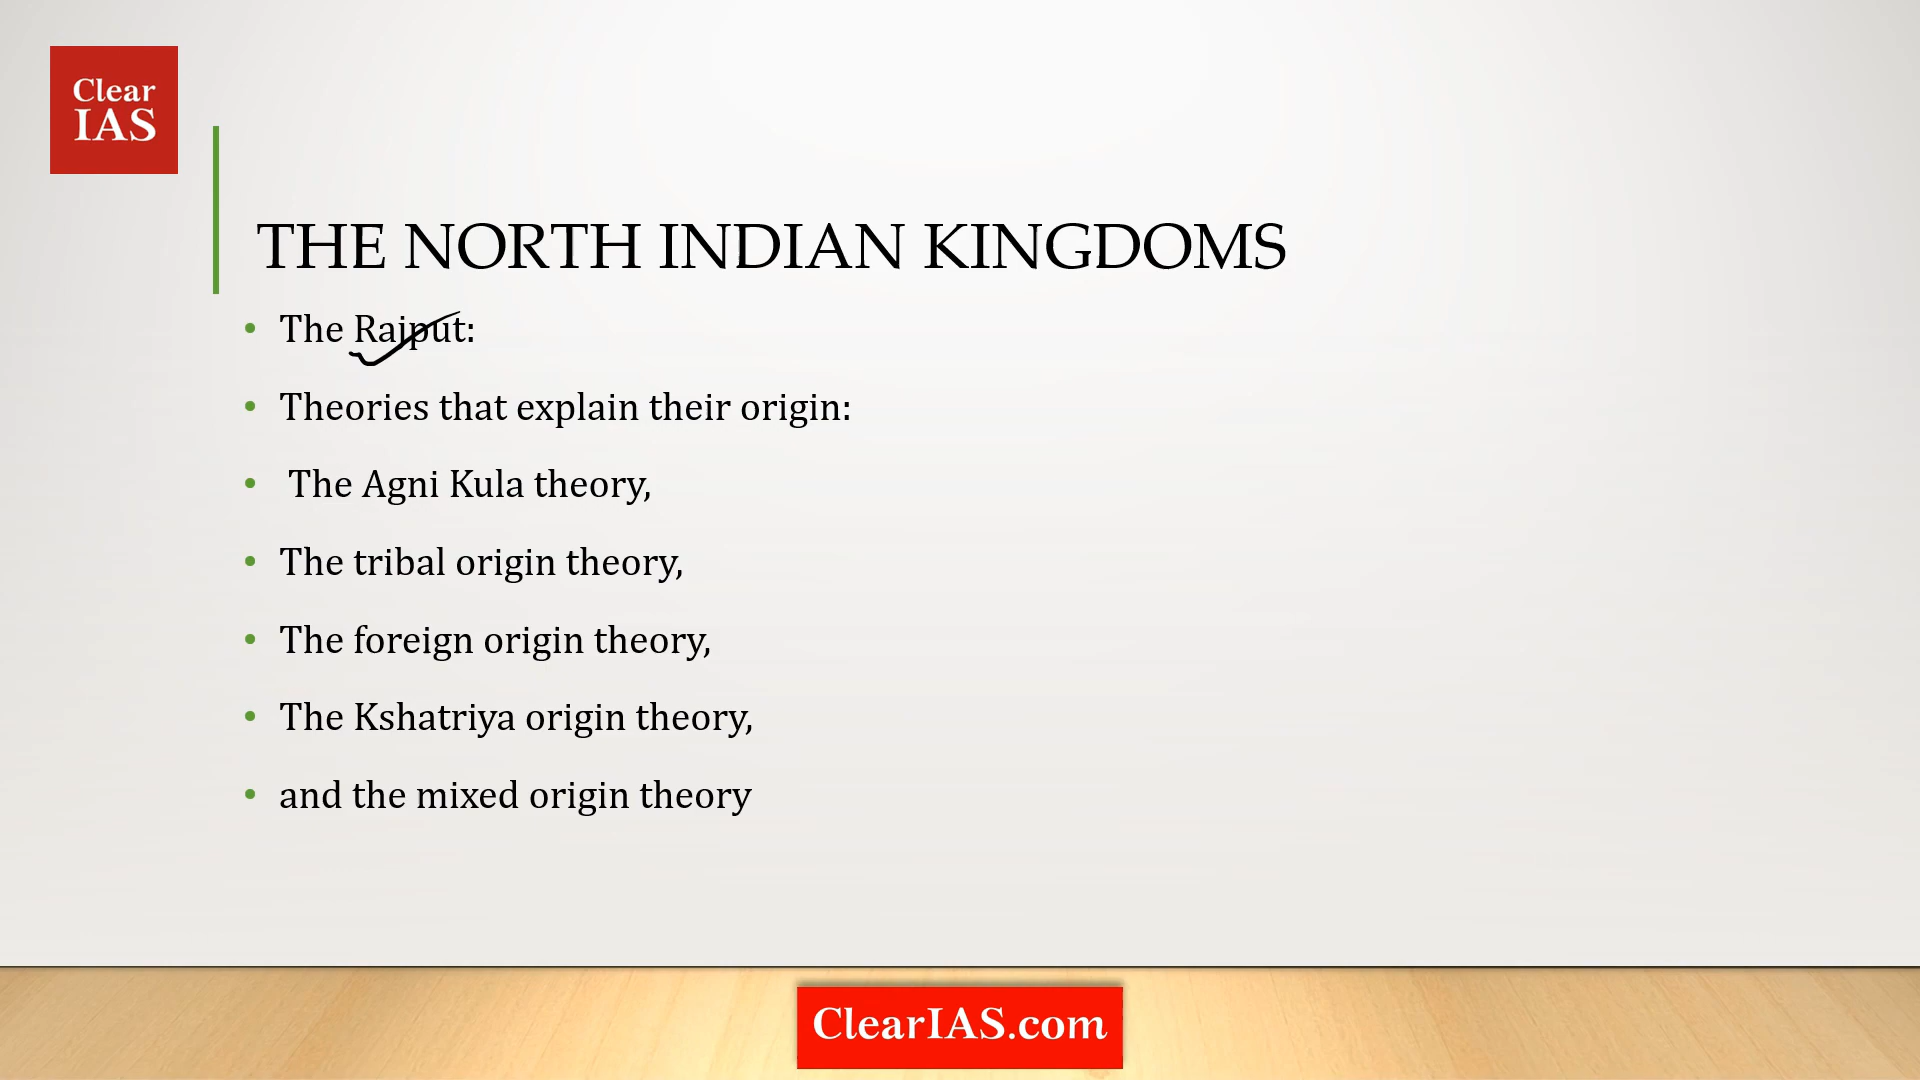 Clear
IAS
THE NORTH INDIAN KINGDOMS
• The Rajput:
• Theories that explain their origin:
• The Agni Kula theory,
• The tribal origin theory,
• The foreign origin theory,
• The Kshatriya origin theory,
• and the mixed origin theory
ClearIAS.com